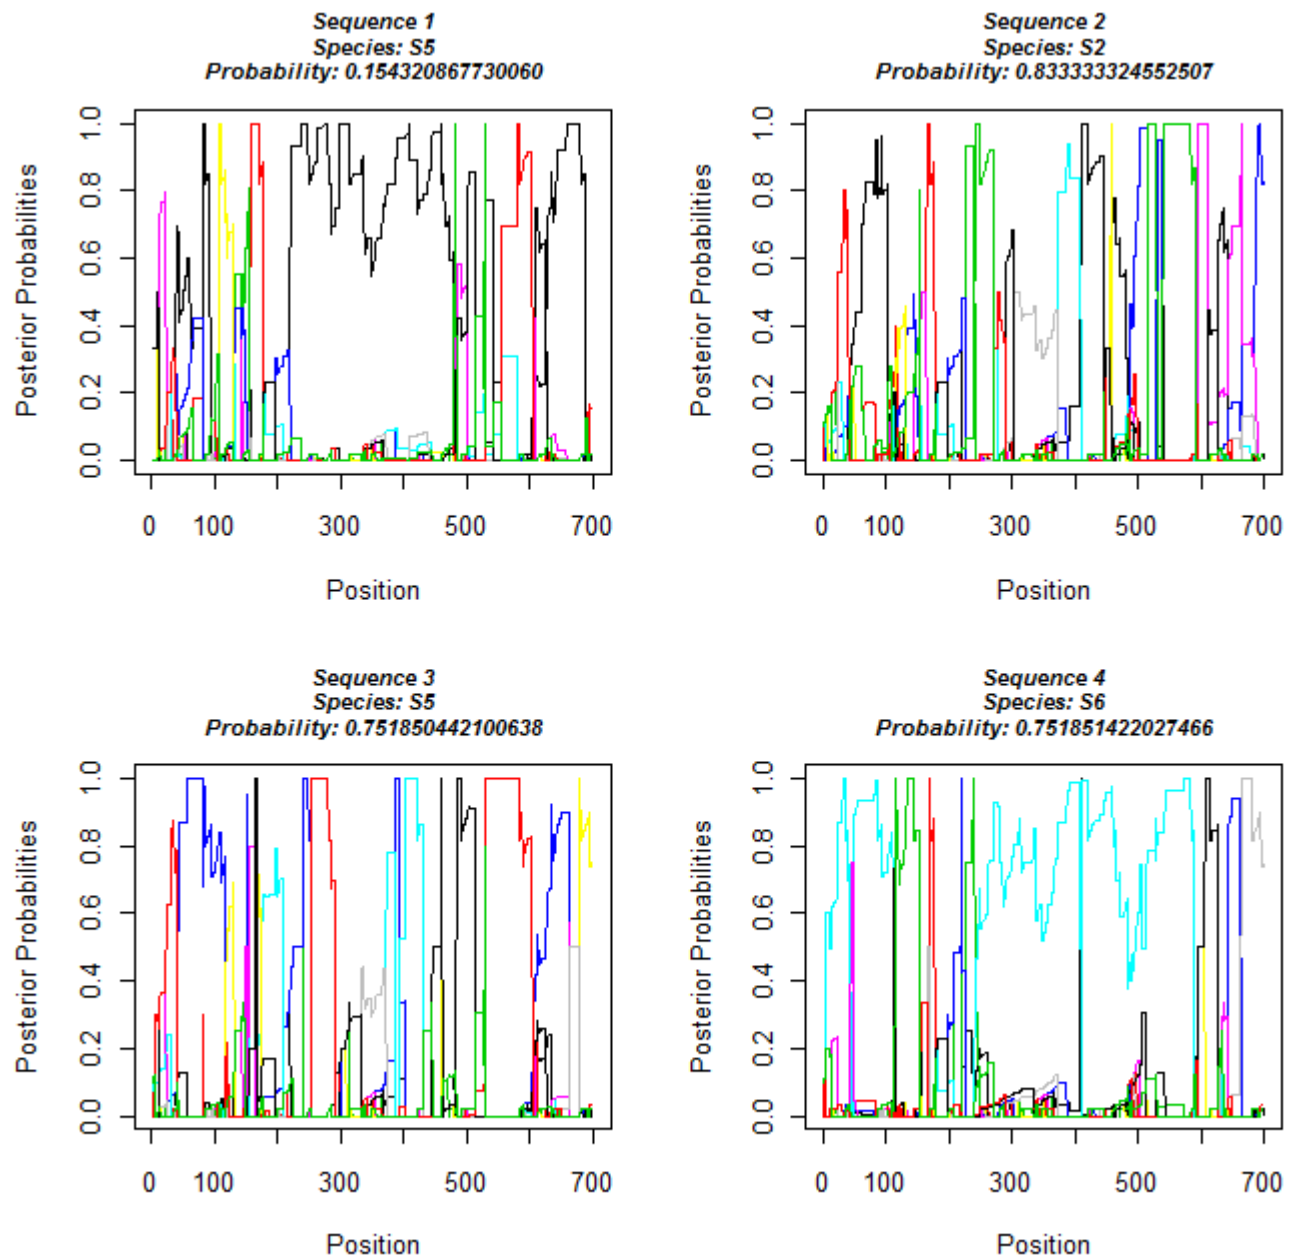 Sequence 1
Species: S5
Probability: 0.154320867730060
Posterior Probabilities
1.0
0.8
0.6
0.4
0.2
0.0
0 100 300 500 700
Position
Sequence 2
Species: S2
Probability: 0.833333324552507
Posterior Probabilities
1.0
0.8
0.6
0.4
0.2
0.0
0 100 300 500 700
Position
Sequence 3
Species: S5
Probability: 0.751850442100638
Posterior Probabilities
1.0
0.8
0.6
0.4
0.2
0.0
0 100 300 500 700
Position
Sequence 4
Species: S6
Probability: 0.751851422027466
Posterior Probabilities
1.0
0.8
0.6
0.4
0.2
0.0
0 100 300 500 700
Position